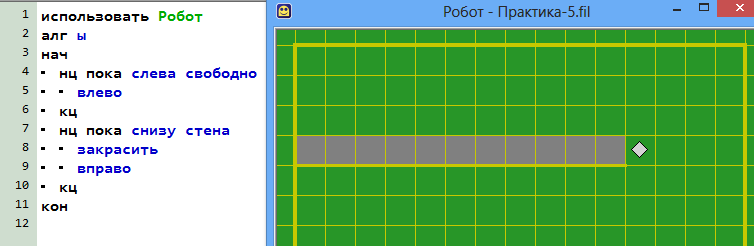 1 использовать Робот
2 алг ы
3 нач
4 ▪ нц пока слева свободно
5 ▪ ▪ влево
6 ▪ кц
7 ▪ нц пока снизу стена
8 ▪ ▪ закрасить
9 ▪ ▪ вправо
10 ▪ кц
11 кон
12
Робот - Практика-5.fil